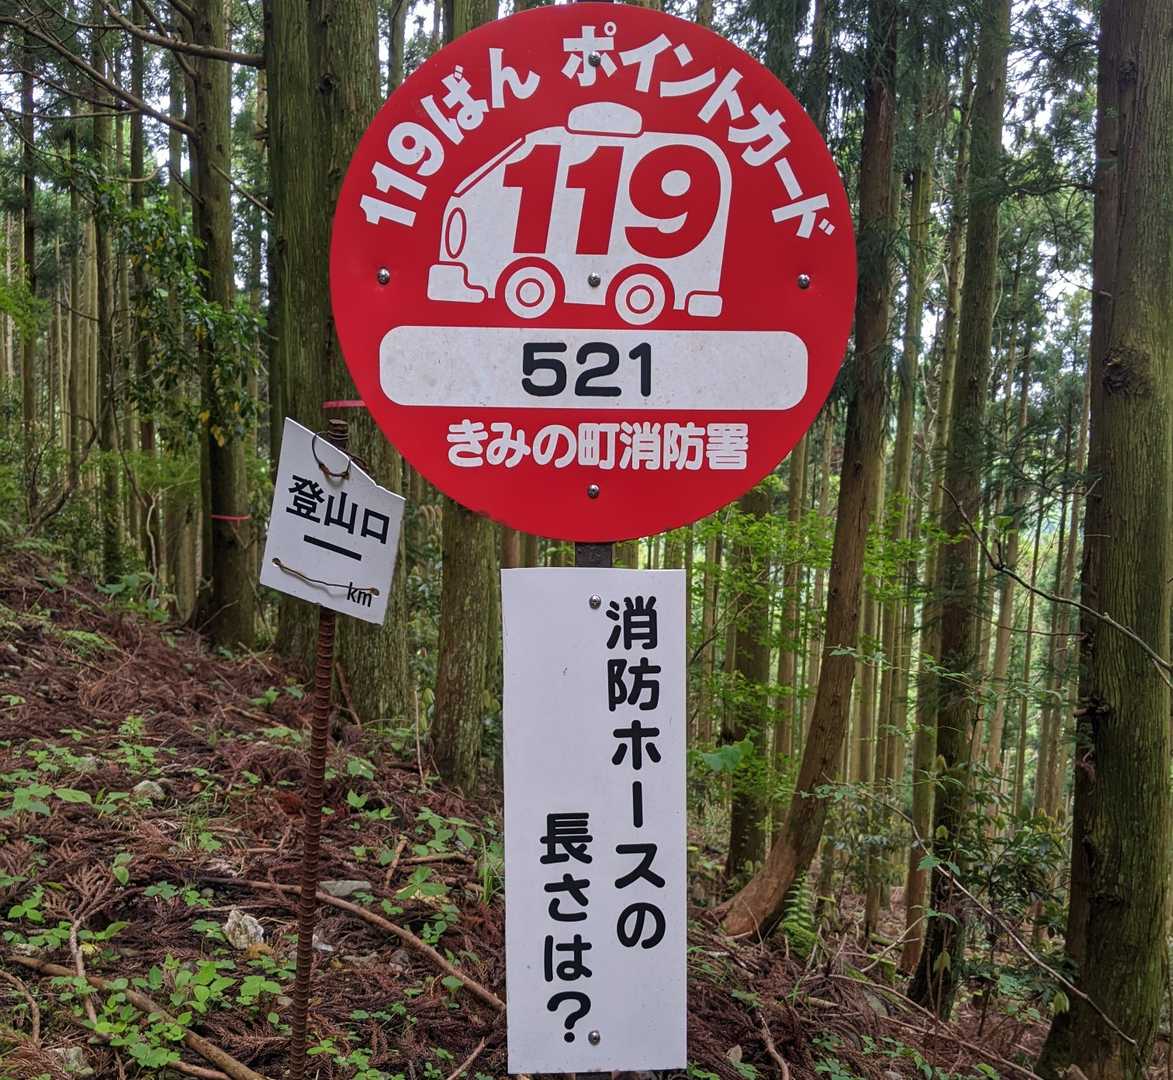 119ばん ポイントカード
119
521
きみの町消防署
登山口
一
km
消防ホースの
長さは?